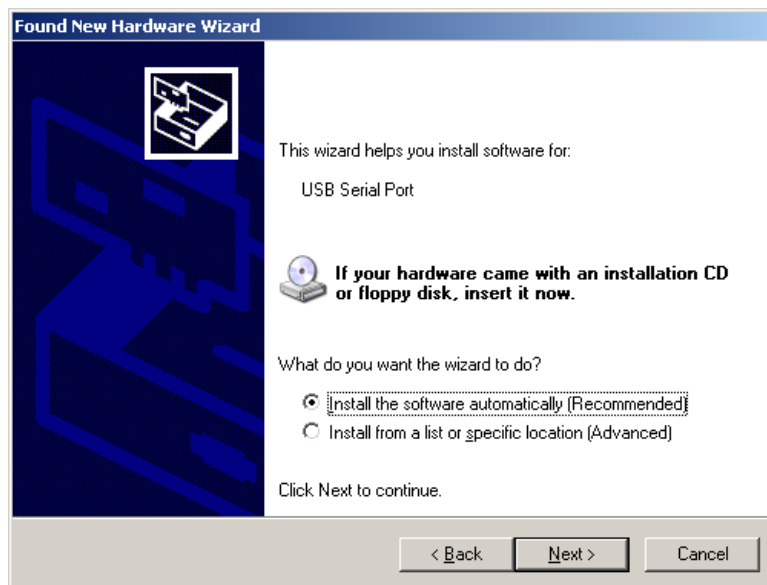 Found New Hardware Wizard
This wizard helps you install software for:
USB Serial Port
If your hardware came with an installation CD
or floppy disk, insert it now.
What do you want the wizard to do?
Install the software automatically (Recommended)
Install from a list or specific location (Advanced)
Click Next to continue.
< Back Next > Cancel